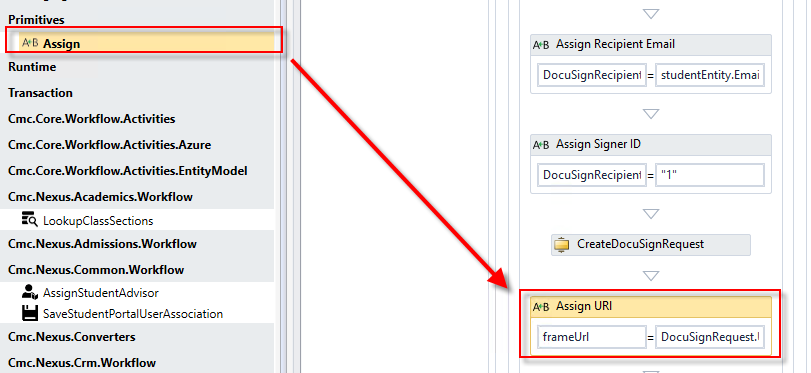 Primitives
A+B Assign
Runtime
Transaction
Cmc.Core.Workflow.Activities
Cmc.Core.Workflow.Activities.Azure
Cmc.Core.Workflow.Activities.EntityModel
Cmc.Nexus.Academics.Workflow
LookupClassSections
Cmc.Nexus.Admissions.Workflow
Cmc.Nexus.Common.Workflow
AssignStudentAdvisor
SaveStudentPortalUserAssociation
Cmc.Nexus.Converters
Cmc.Nexus.Crm.Workflow
A+B Assign Recipient Email
DocuSignRecipient = studentEntity.Emai
A+B Assign Signer ID
DocuSignRecipient = "1"
CreateDocuSignRequest
A+B Assign URI
frameUrl = DocuSignRequest.U